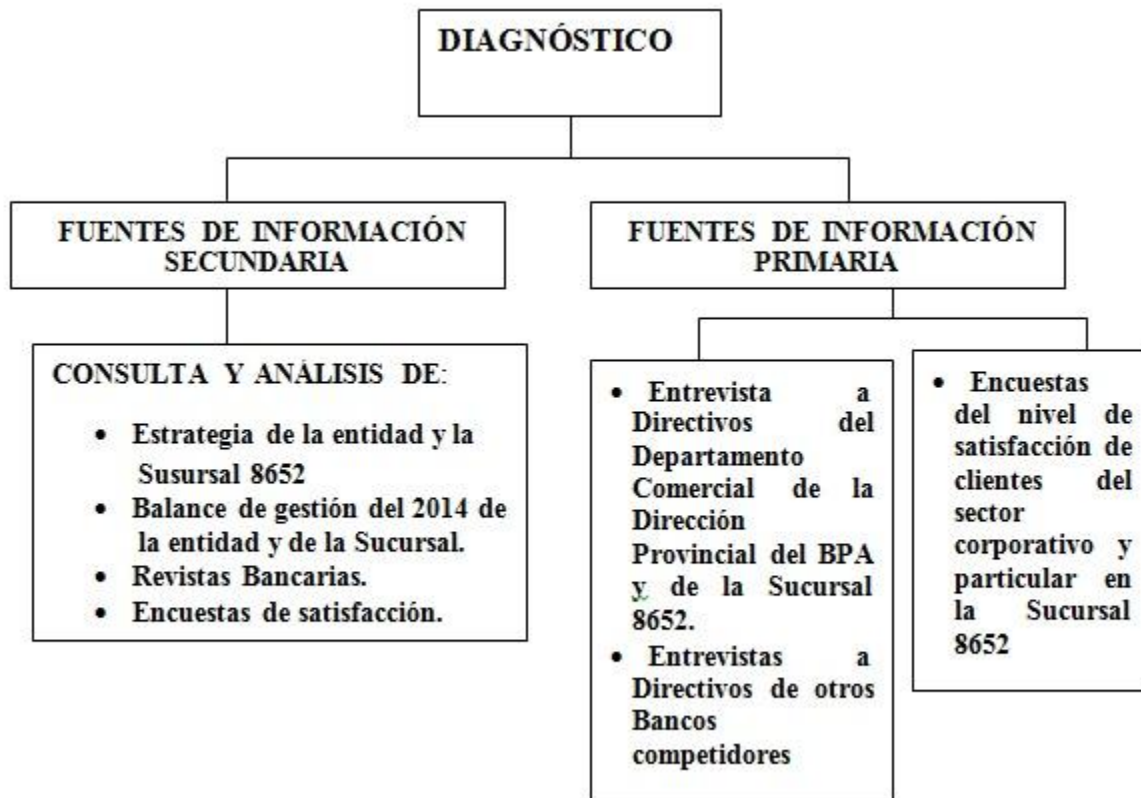 DIAGNÓSTICO
FUENTES DE INFORMACIÓN
SECUNDARIA
FUENTES DE INFORMACIÓN
PRIMARIA
CONSULTA Y ANÁLISIS DE:
• Estrategia de la entidad y la
Susursal 8652
• Balance de gestión del 2014 de
la entidad y de la Sucursal.
• Revistas Bancarias.
• Encuestas de satisfacción.
• Entrevista a
Directivos del
Departamento
Comercial de la
Dirección
Provincial del BPA
y de la Sucursal
8652.
• Entrevistas a
Directivos de otros
Bancos
competidores
• Encuestas
del nivel de
satisfacción de
clientes del
sector
corporativo y
particular en
la Sucursal
8652